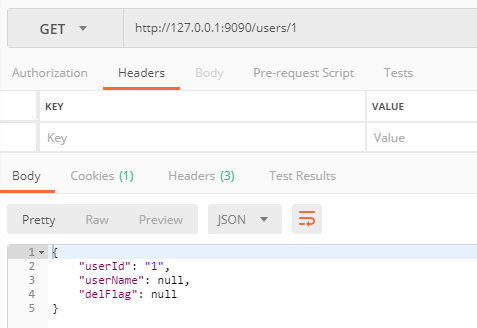 GET http://127.0.0.1:9090/users/1
Authorization Headers Body Pre-request Script Tests
KEY VALUE
Key Value
Body Cookies (1) Headers (3) Test Results
Pretty Raw Preview JSON
1 {
2 "userId": "1",
3 "userName": null,
4 "delFlag": null
5 }